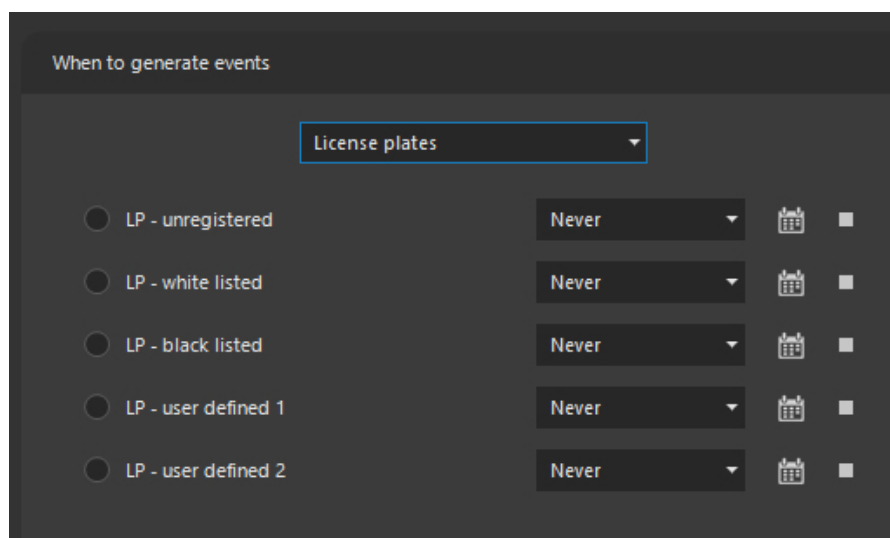 When to generate events
License plates
LP - unregistered Never
LP - white listed Never
LP - black listed Never
LP - user defined 1 Never
LP - user defined 2 Never